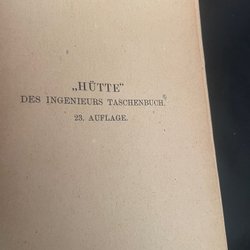 „HÜTTE”
DES INGENIEURS TASCHENBUCH.
23. AUFLAGE.